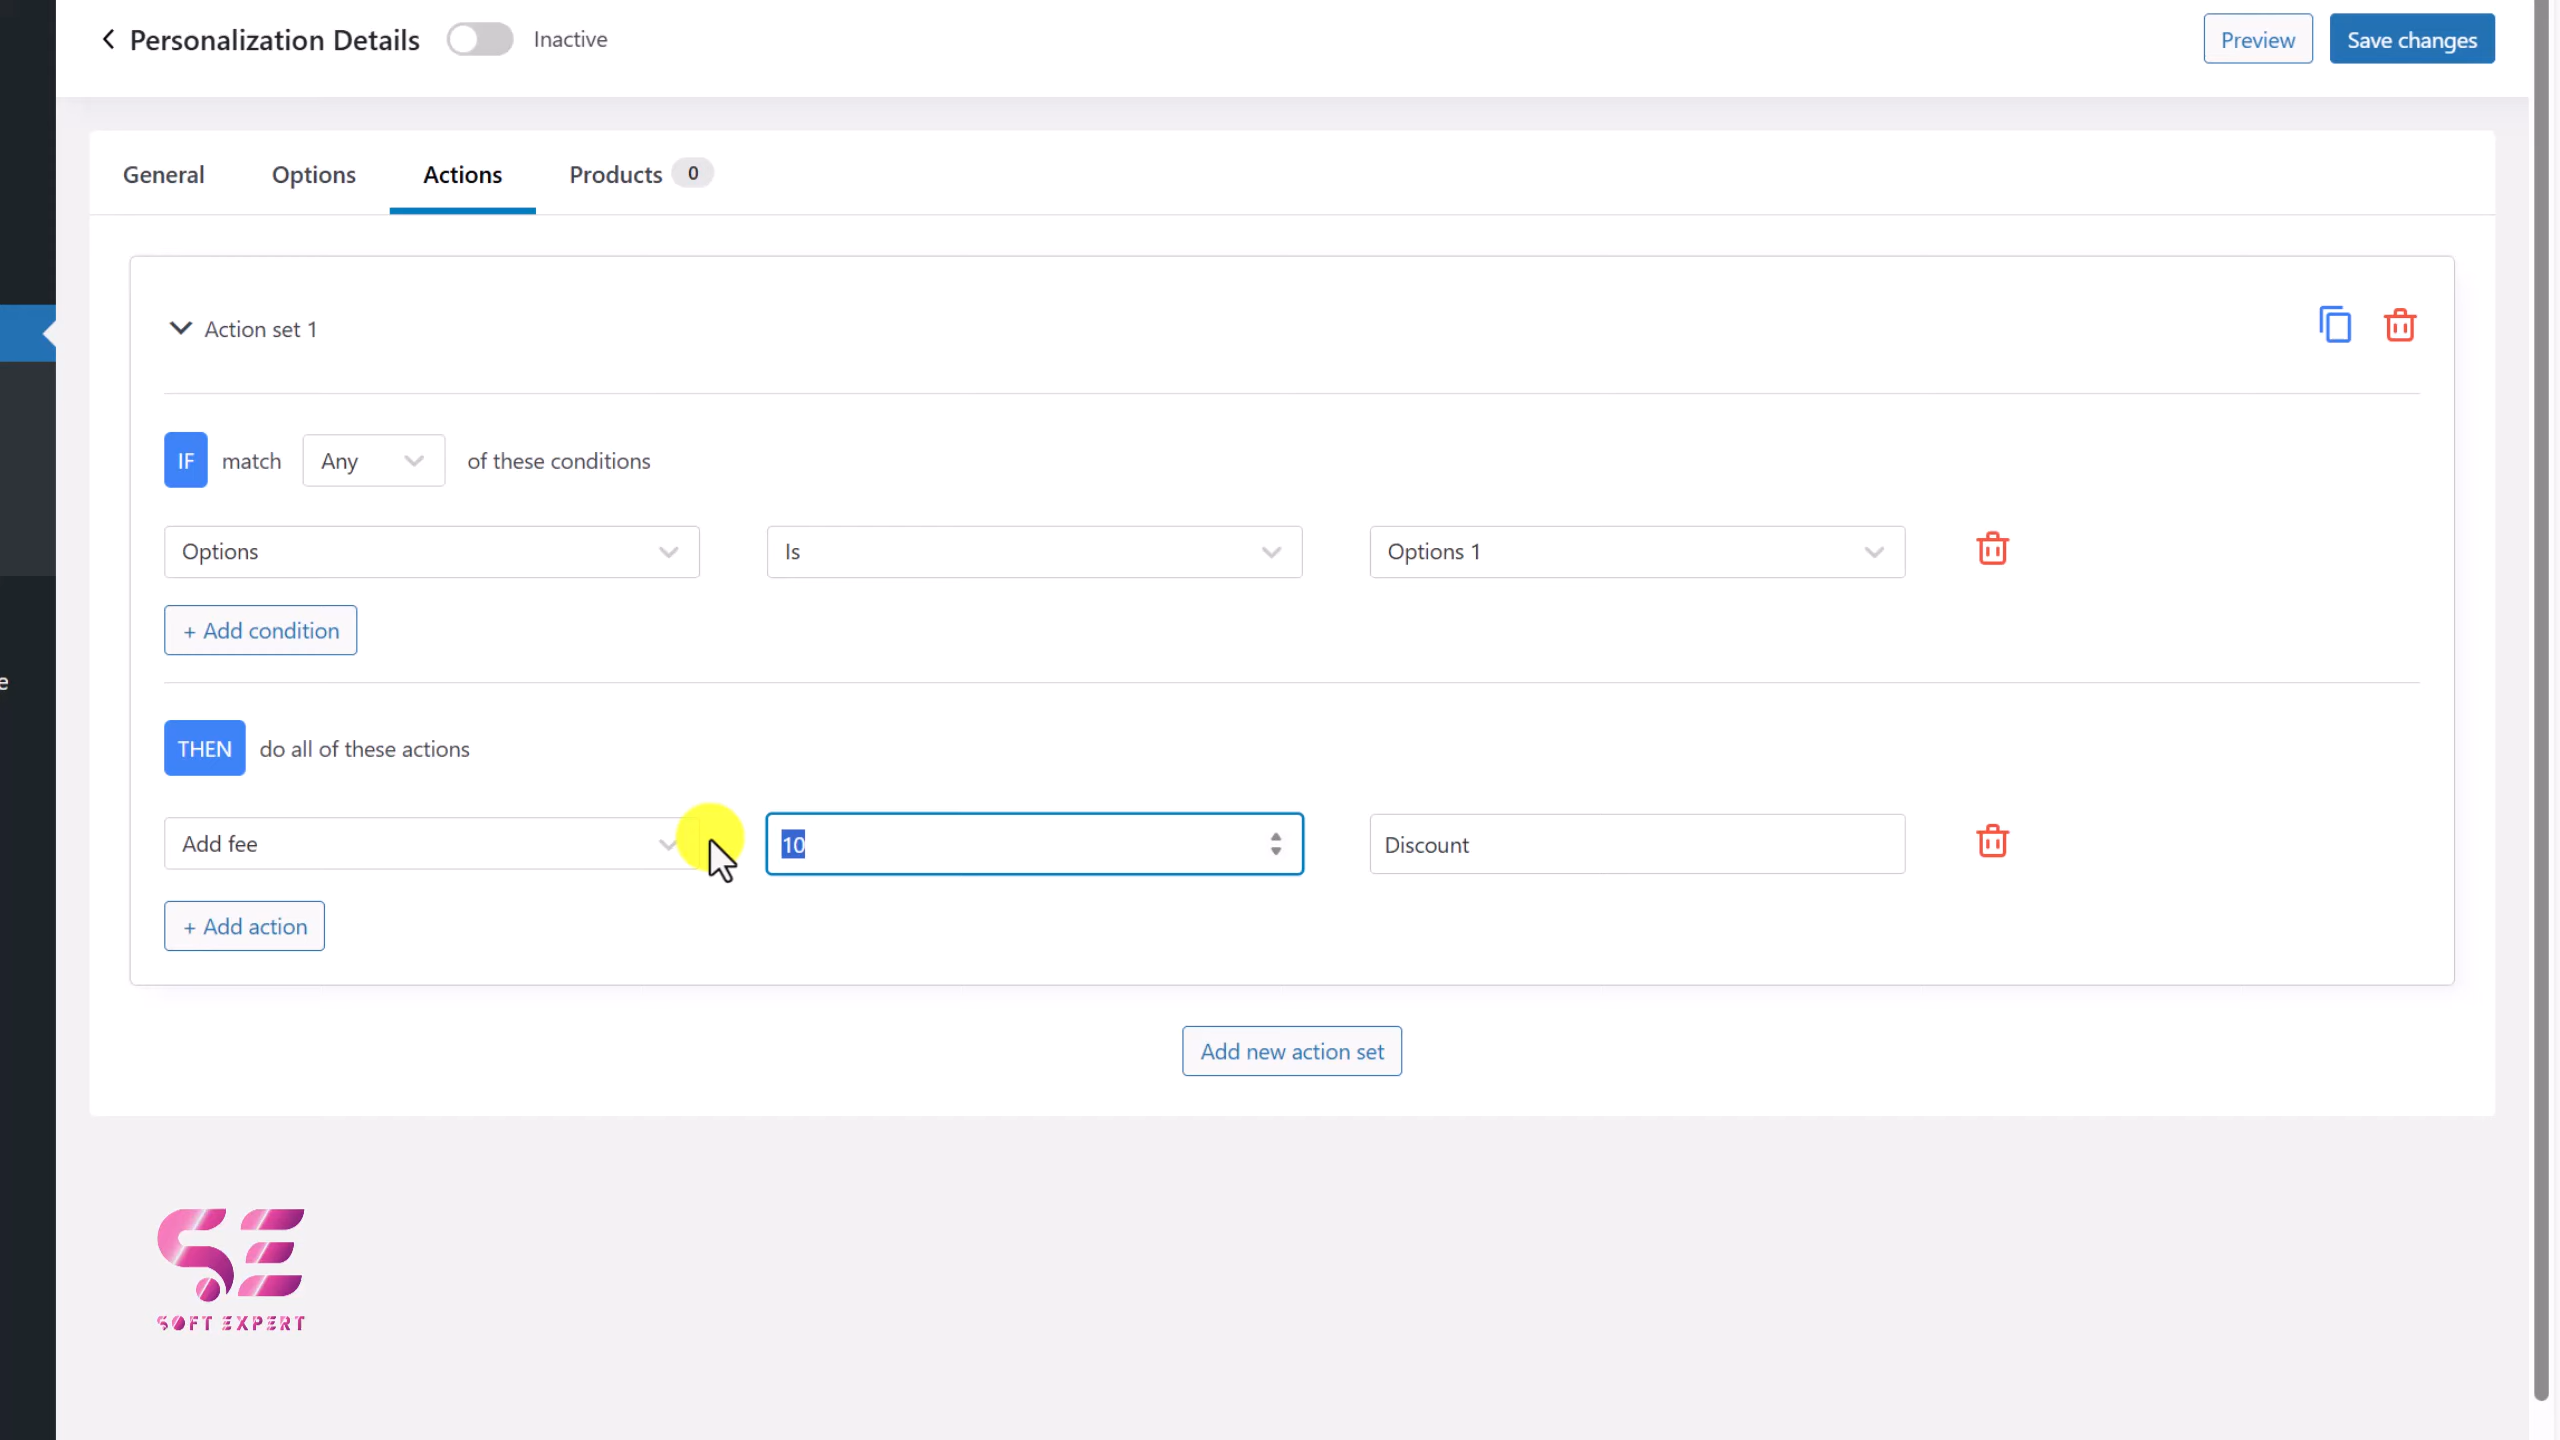 Personalization Details
Inactive
Preview
Save changes
General
Options
Actions
Products 0
Action set 1
IF match Any of these conditions
Options
Is
Options 1
+ Add condition
e
THEN do all of these actions
Add fee
10
Discount
+ Add action
Add new action set
SE
SOFT EXPERT